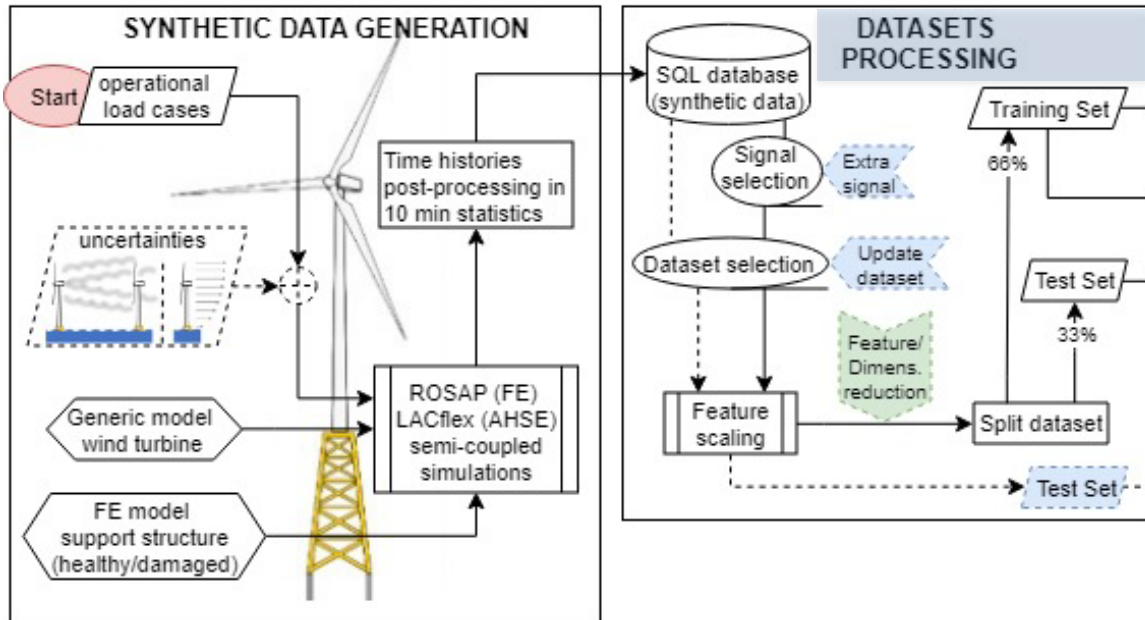 SYNTHETIC DATA GENERATION
Start
operational
load cases
uncertainties
Time histories
post-processing in
10 min statistics
Generic model
wind turbine
ROSAP (FE)
LACflex (AHSE)
semi-coupled
simulations
FE model
support structure
(healthy/damaged)
DATASETS
PROCESSING
SQL database
(synthetic data)
Training Set
Signal
selection
Extra
signal
66%
Dataset selection
Update
dataset
Test Set
33%
Feature/
Dimens.
reduction
Feature
scaling
Split dataset
Test Set